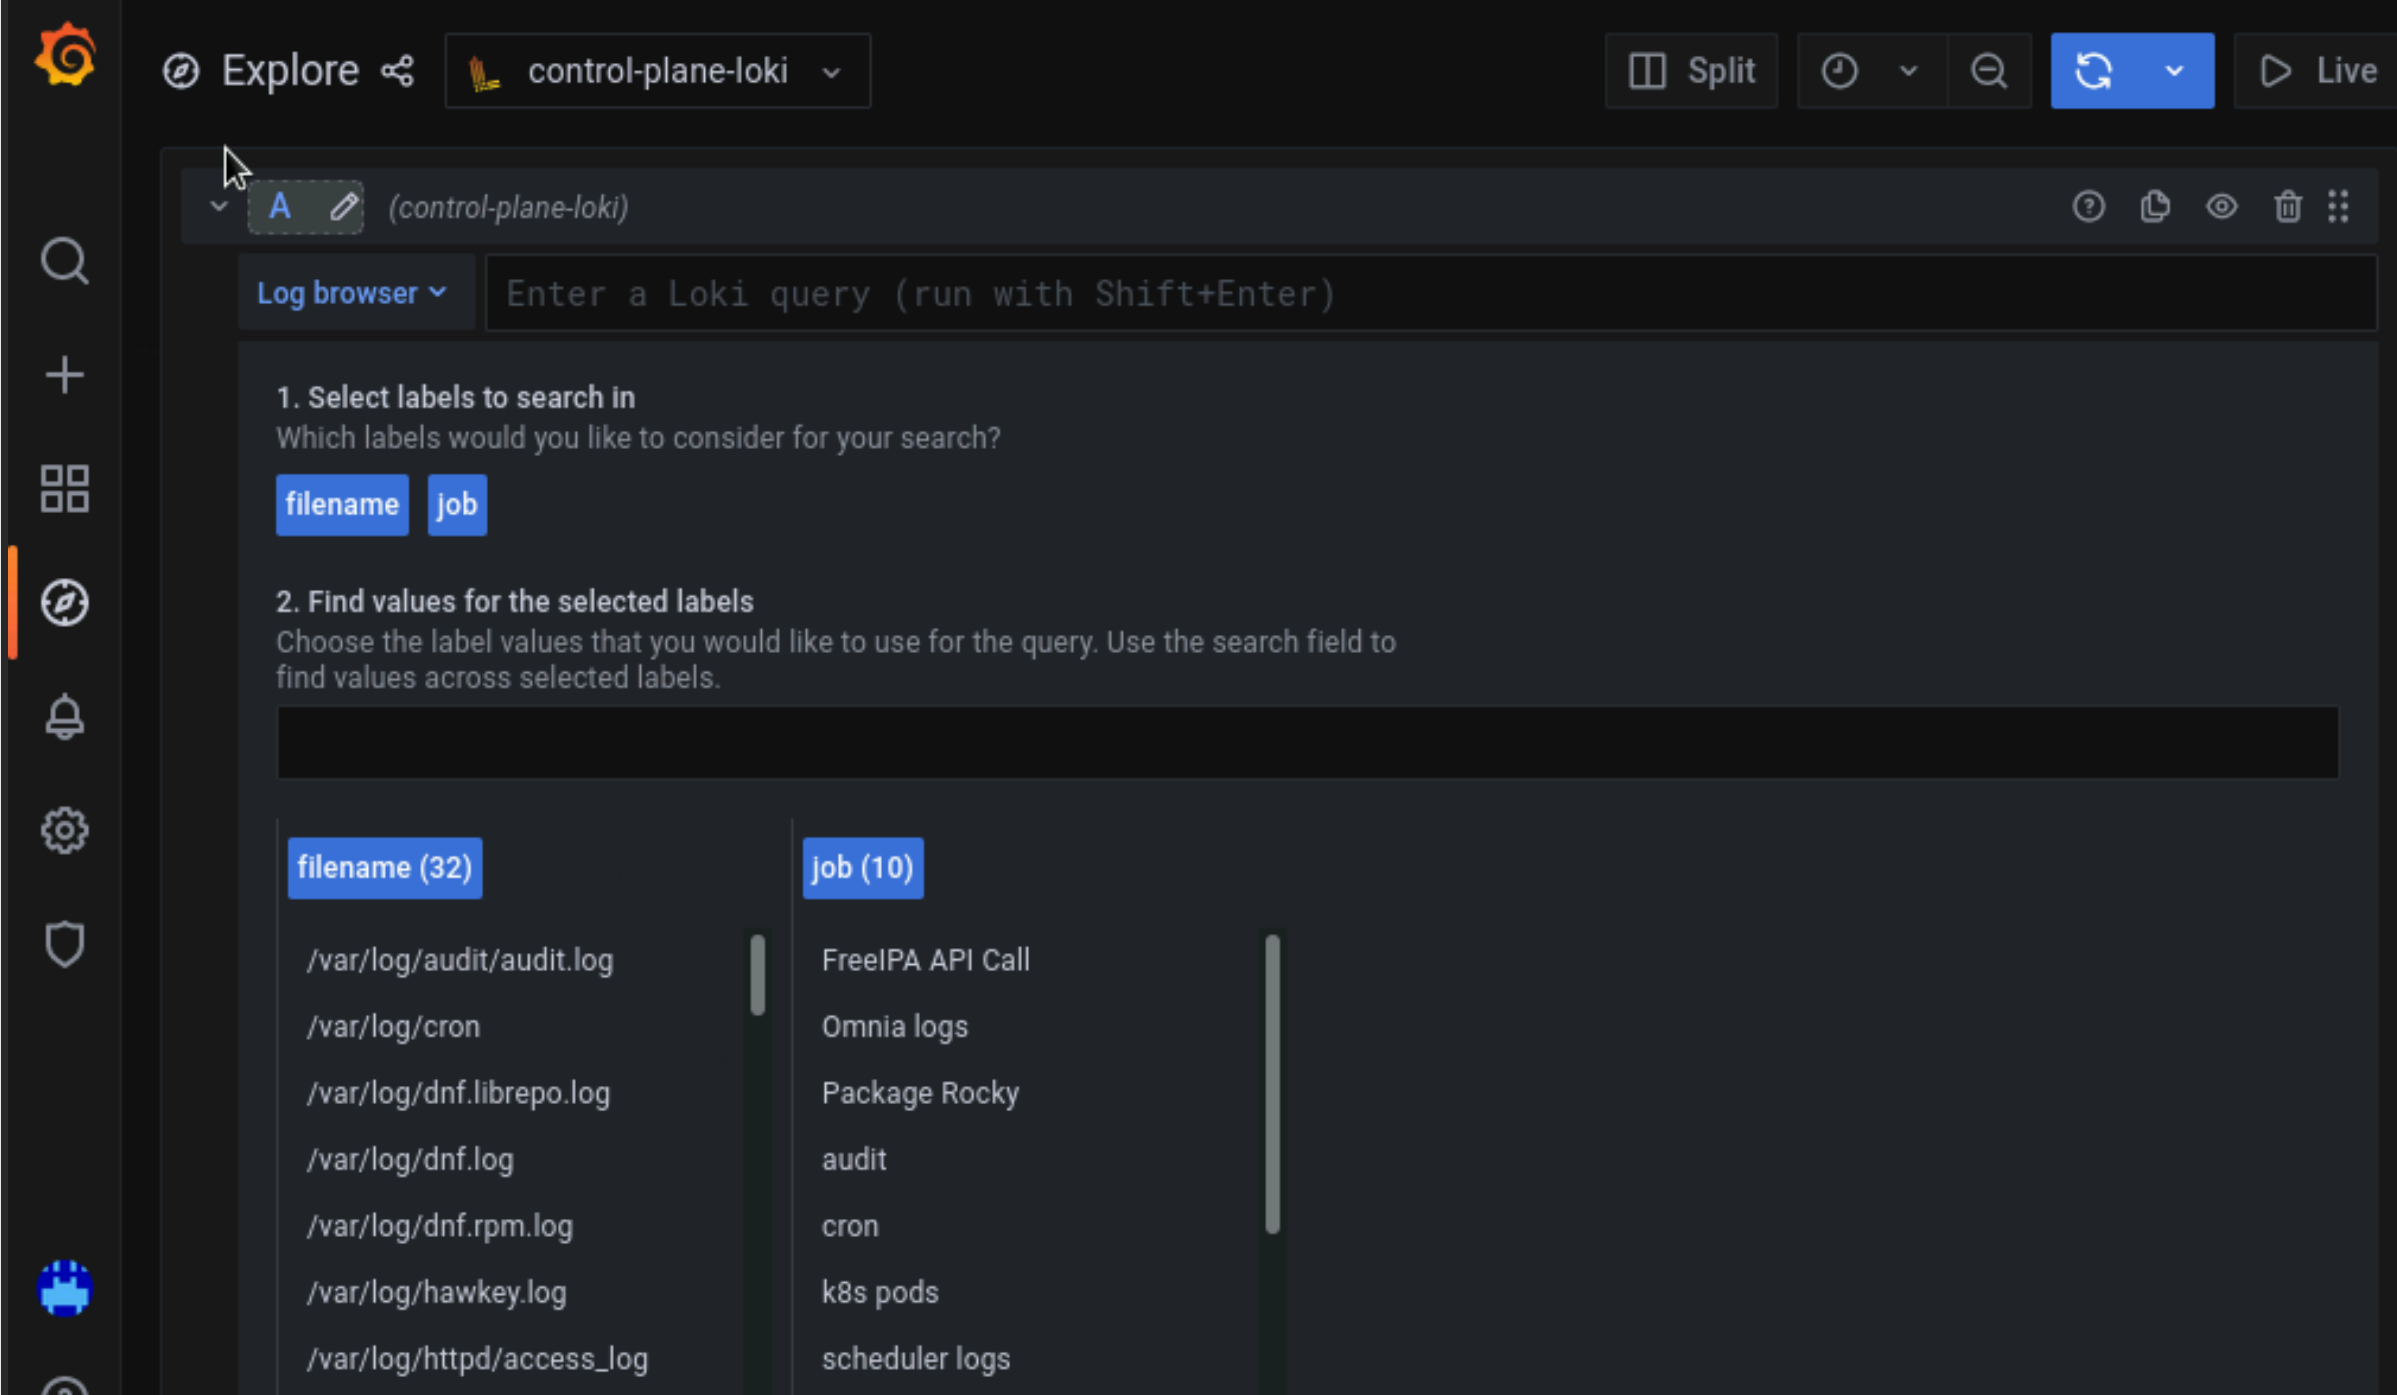 Explore control-plane-loki Split Live
A (control-plane-loki)
Log browser Enter a Loki query (run with Shift+Enter)
1. Select labels to search in
Which labels would you like to consider for your search?
filename job
2. Find values for the selected labels
Choose the label values that you would like to use for the query. Use the search field to
find values across selected labels.
filename (32) job (10)
/var/log/audit/audit.log FreeIPA API Call
/var/log/cron Omnia logs
/var/log/dnf.librepo.log Package Rocky
/var/log/dnf.log audit
/var/log/dnf.rpm.log cron
/var/log/hawkey.log k8s pods
/var/log/httpd/access_log scheduler logs